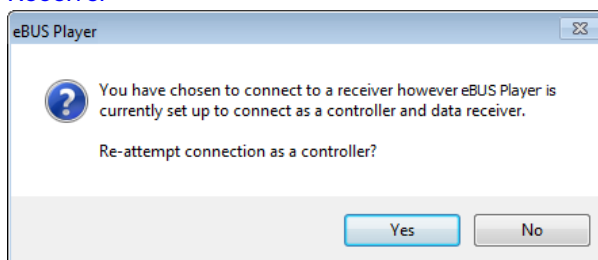 eBUS Player
You have chosen to connect to a receiver however eBUS Player is
currently set up to connect as a controller and data receiver.
Re-attempt connection as a controller?
Yes
No